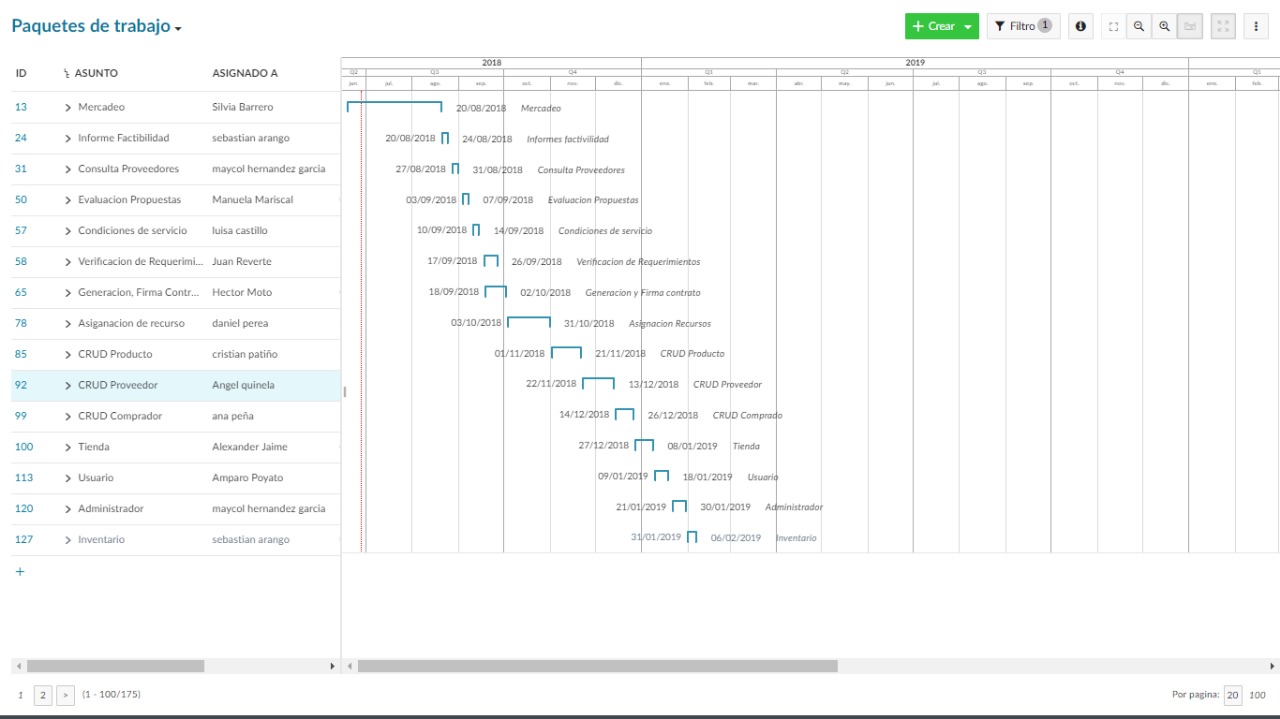 Paquetes de trabajo
Crear
Filtro 1
ID ASUNTO ASIGNADO A
2018 2019
Q2 Q3 Q4 Q1 Q2 Q3 Q4 Q1
jun. jul. ago. sep. oct. nov. dic. ene. feb. mar. abr. may. jun. jul. ago. sep. oct. nov. dic. ene. feb.
13 Mercadeo Silvia Barrero 20/08/2018 Mercadeo
24 Informe Factibilidad sebastian arango 20/08/2018 24/08/2018 Informes factivilidad
31 Consulta Proveedores maycol hernandez garcia 27/08/2018 31/08/2018 Consulta Proveedores
50 Evaluacion Propuestas Manuela Mariscal 03/09/2018 07/09/2018 Evaluacion Propuestas
57 Condiciones de servicio luisa castillo 10/09/2018 14/09/2018 Condiciones de servicio
58 Verificacion de Requerimi... Juan Reverte 17/09/2018 26/09/2018 Verificacion de Requerimientos
65 Generacion, Firma Contr... Hector Moto 18/09/2018 02/10/2018 Generacion y Firma contrato
78 Asiganacion de recurso daniel perea 03/10/2018 31/10/2018 Asignacion Recursos
85 CRUD Producto cristian patiño 01/11/2018 21/11/2018 CRUD Producto
92 CRUD Proveedor Angel quinela 22/11/2018 13/12/2018 CRUD Proveedor
99 CRUD Comprador ana peña 14/12/2018 26/12/2018 CRUD Comprado
100 Tienda Alexander Jaime 27/12/2018 08/01/2019 Tienda
113 Usuario Amparo Poyato 09/01/2019 18/01/2019 Usuario
120 Administrador maycol hernandez garcia 21/01/2019 30/01/2019 Administrador
127 Inventario sebastian arango 31/01/2019 06/02/2019 Inventario
+
1 2 > (1 - 100/175) Por pagina: 20 100